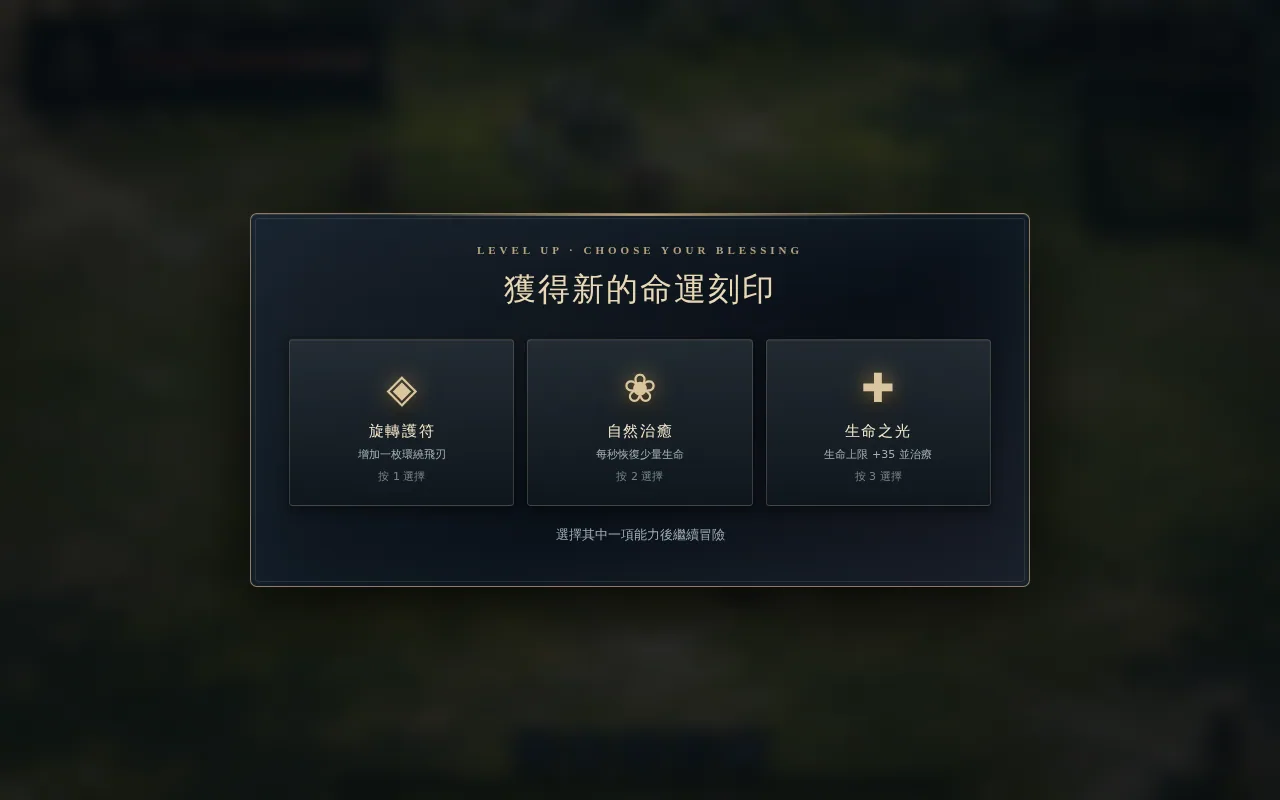 LEVEL UP · CHOOSE YOUR BLESSING
獲得新的命運刻印
旋轉護符
增加一枚環繞飛刃
按 1 選擇
自然治癒
每秒恢復少量生命
按 2 選擇
生命之光
生命上限 +35 並治療
按 3 選擇
選擇其中一項能力後繼續冒險